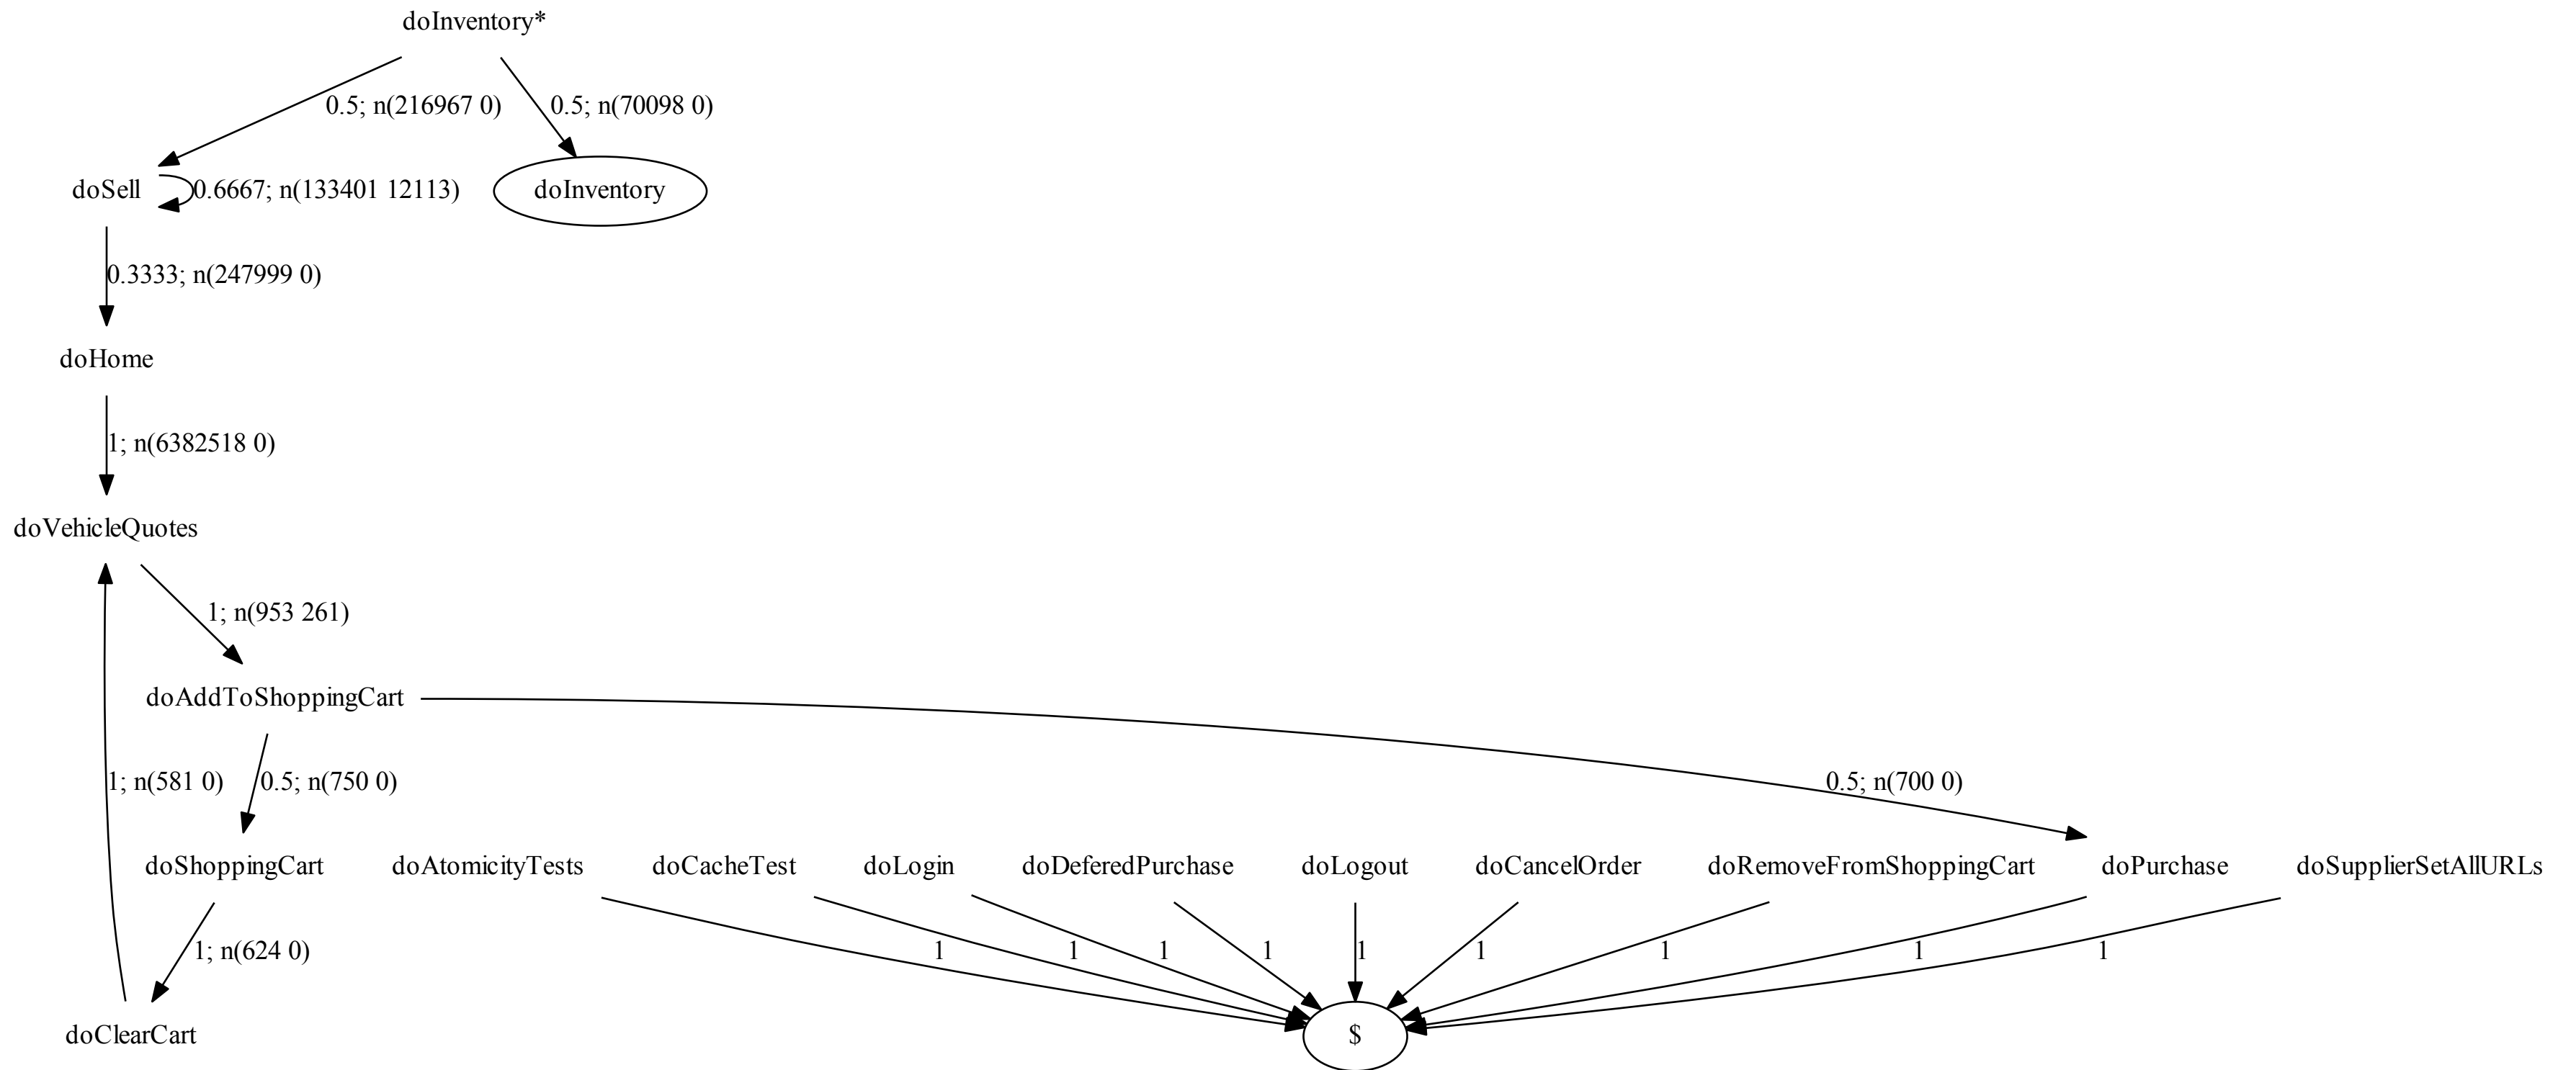 doInventory*
0.5; n(216967 0)
0.5; n(70098 0)
doSell
0.6667; n(133401 12113)
doInventory
0.3333; n(247999 0)
doHome
1; n(6382518 0)
doVehicleQuotes
1; n(953 261)
doAddToShoppingCart
1; n(581 0)
0.5; n(750 0)
0.5; n(700 0)
doShoppingCart
doAtomicityTests
doCacheTest
doLogin
doDeferedPurchase
doLogout
doCancelOrder
doRemoveFromShoppingCart
doPurchase
doSupplierSetAllURLs
1; n(624 0)
1
1
1
1
1
1
1
1
1
doClearCart
$